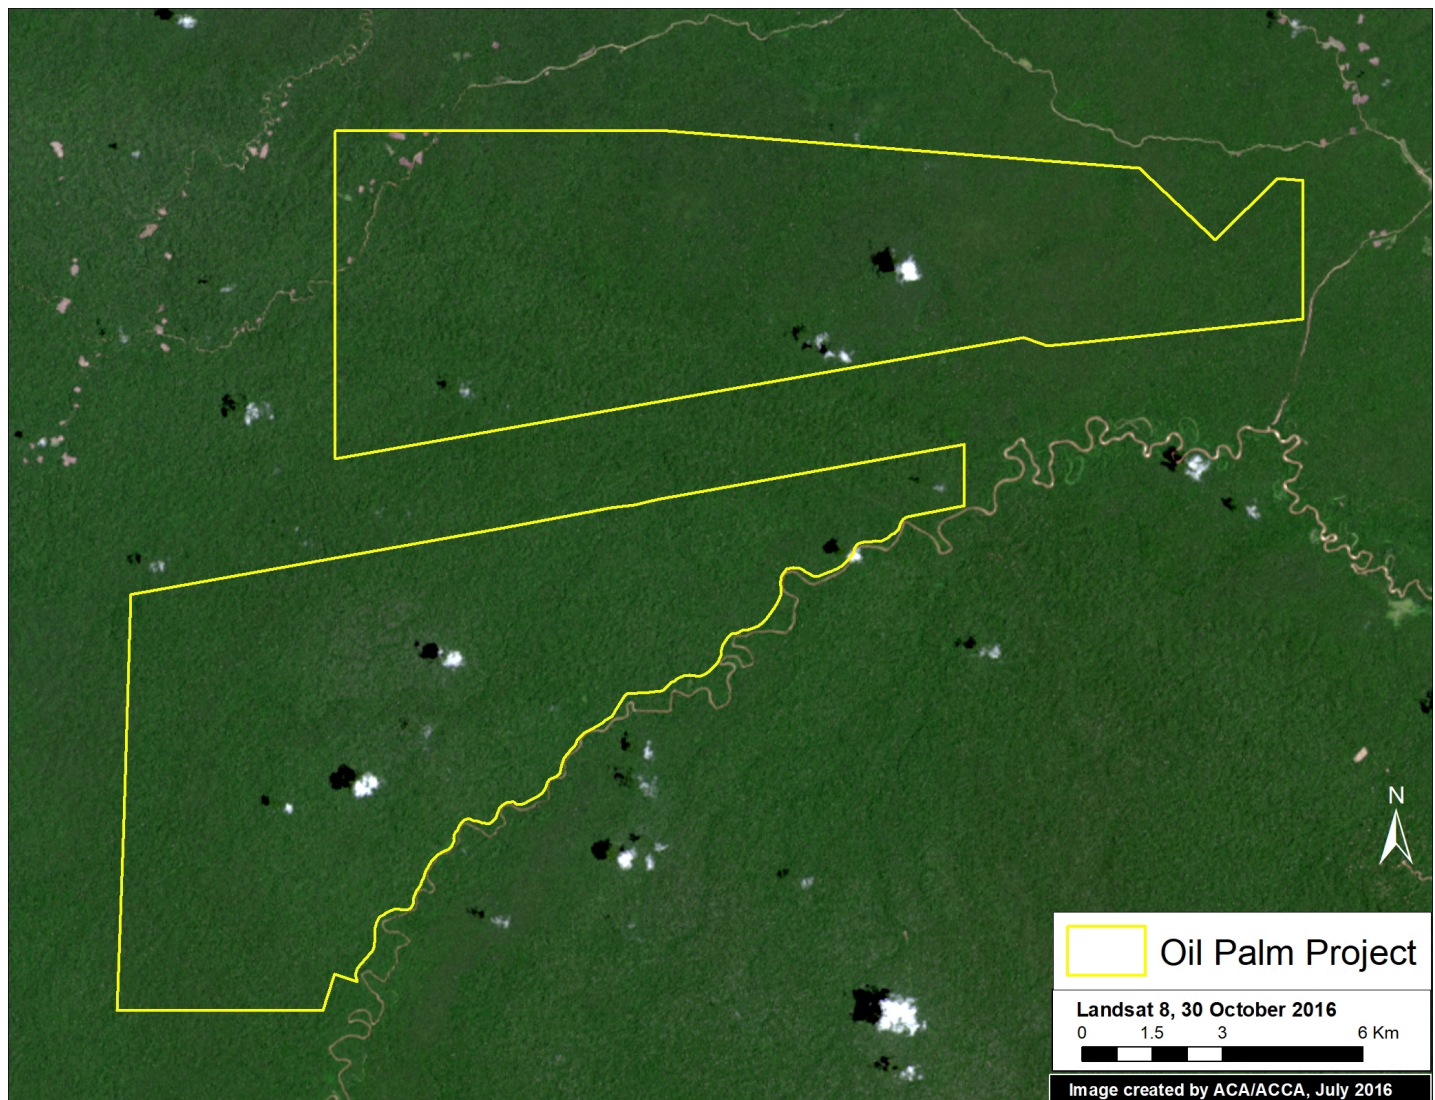 N
Oil Palm Project
Landsat 8, 30 October 2016
0 1.5 3 6 Km
Image created by ACA/ACCA, July 2016